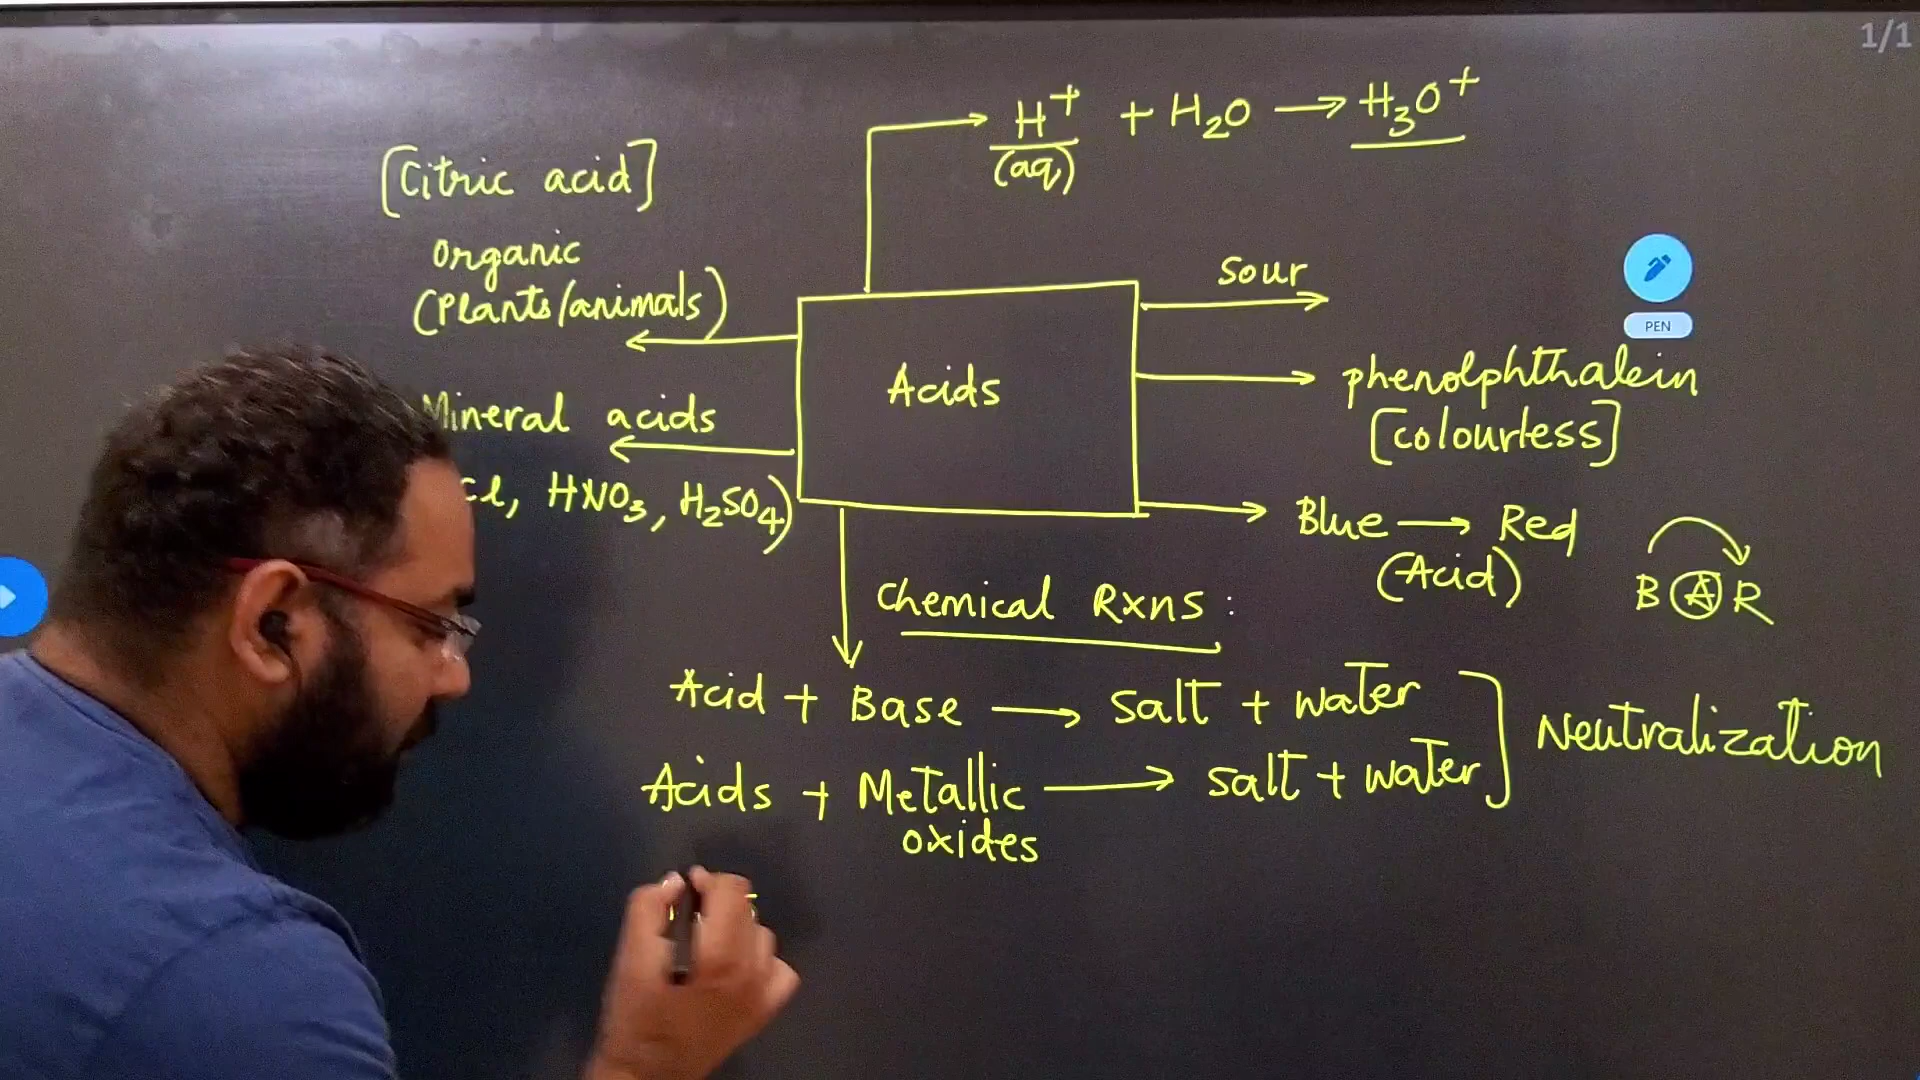 1/1
H+ (aq) + H2O → H3O+
[Citric acid]
organic
(Plants/animals)
Sour
PEN
Acids
phenolphthalein
[colourless]
Mineral acids
HNO3, H2SO4)
Blue → Red
(Acid)
B A R
Chemical Rxns :
Acid + Base → salt + water
Neutralization
Acids + Metallic → salt + water
oxides